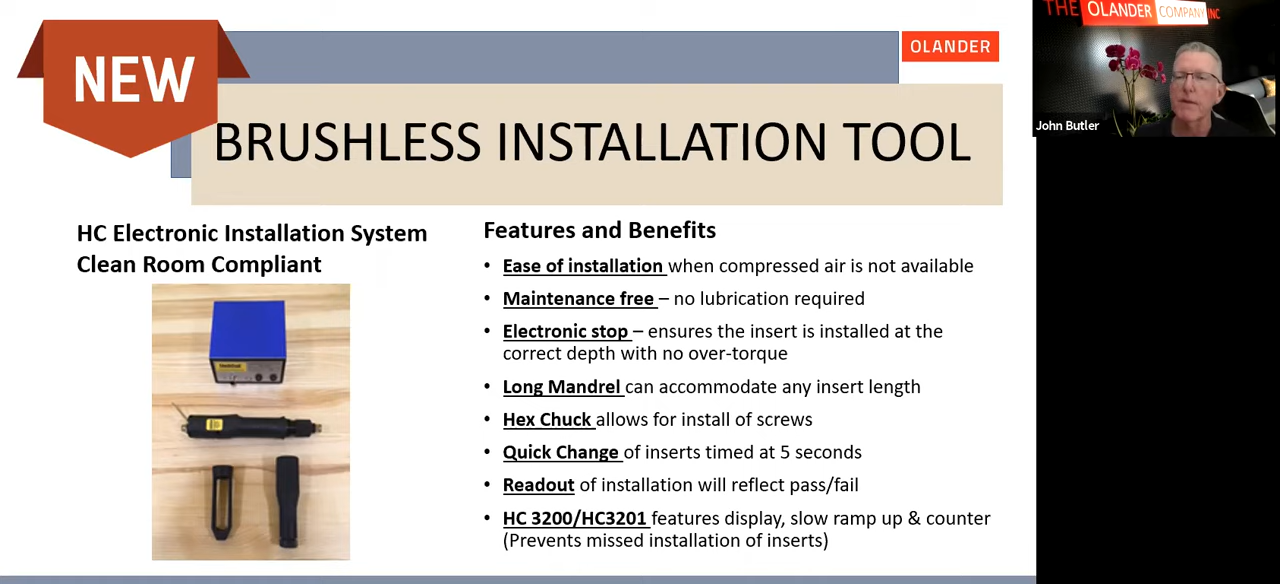 NEW
OLANDER
BRUSHLESS INSTALLATION TOOL
HC Electronic Installation System
Clean Room Compliant
Features and Benefits
• Ease of installation when compressed air is not available
• Maintenance free – no lubrication required
• Electronic stop – ensures the insert is installed at the
correct depth with no over-torque
• Long Mandrel can accommodate any insert length
• Hex Chuck allows for install of screws
• Quick Change of inserts timed at 5 seconds
• Readout of installation will reflect pass/fail
• HC 3200/HC3201 features display, slow ramp up & counter
(Prevents missed installation of inserts)
THE OLANDER COMPANY INC
John Butler